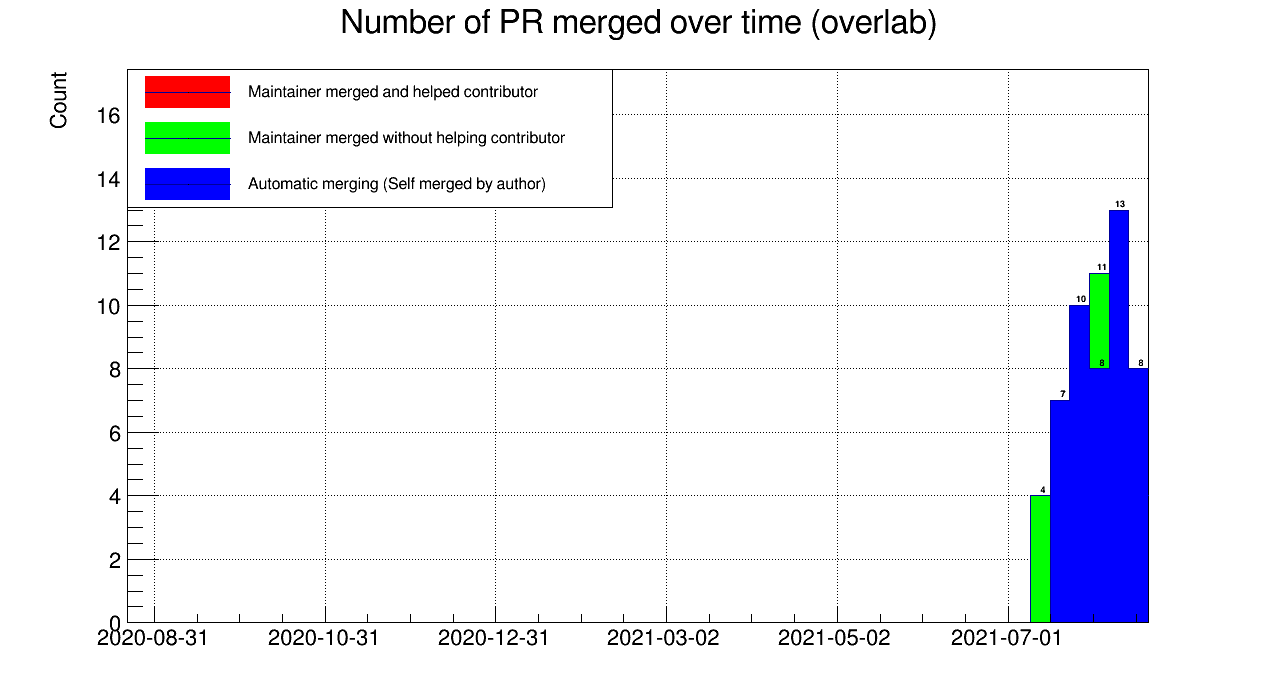 Number of PR merged over time (overlab)
Count
Maintainer merged and helped contributor
Maintainer merged without helping contributor
Automatic merging (Self merged by author)
16
14
12
10
8
6
4
2
0
4
7
10
11
8
13
8
2020-08-31 2020-10-31 2020-12-31 2021-03-02 2021-05-02 2021-07-01